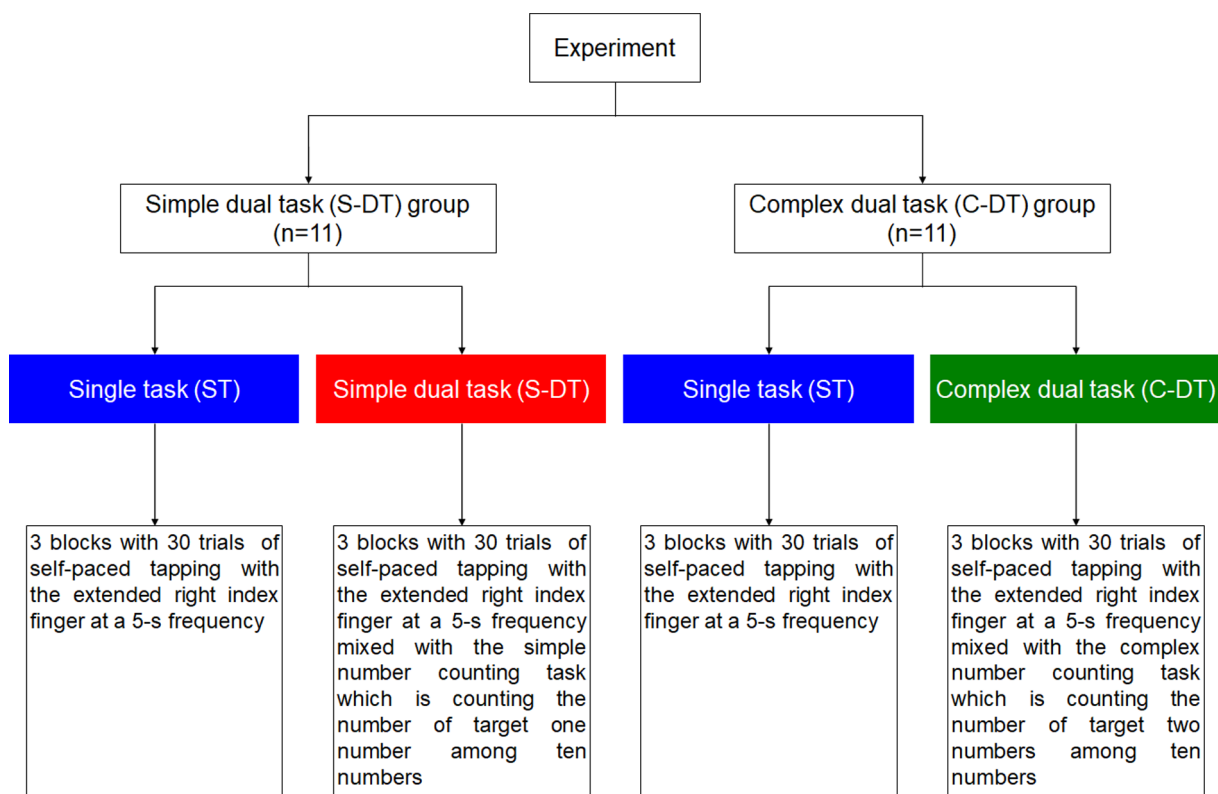 Experiment
Simple dual task (S-DT) group
(n=11)
Complex dual task (C-DT) group
(n=11)
Single task (ST)
Simple dual task (S-DT)
Single task (ST)
Complex dual task (C-DT)
3 blocks with 30 trials of
self-paced tapping with
the extended right index
finger at a 5-s frequency
3 blocks with 30 trials of
self-paced tapping with
the extended right index
finger at a 5-s frequency
mixed with the simple
number counting task
which is counting the
number of target one
number among ten
numbers
3 blocks with 30 trials of
self-paced tapping with
the extended right index
finger at a 5-s frequency
3 blocks with 30 trials of
self-paced tapping with
the extended right index
finger at a 5-s frequency
mixed with the complex
number counting task
which is counting the
number of target two
numbers among ten
numbers